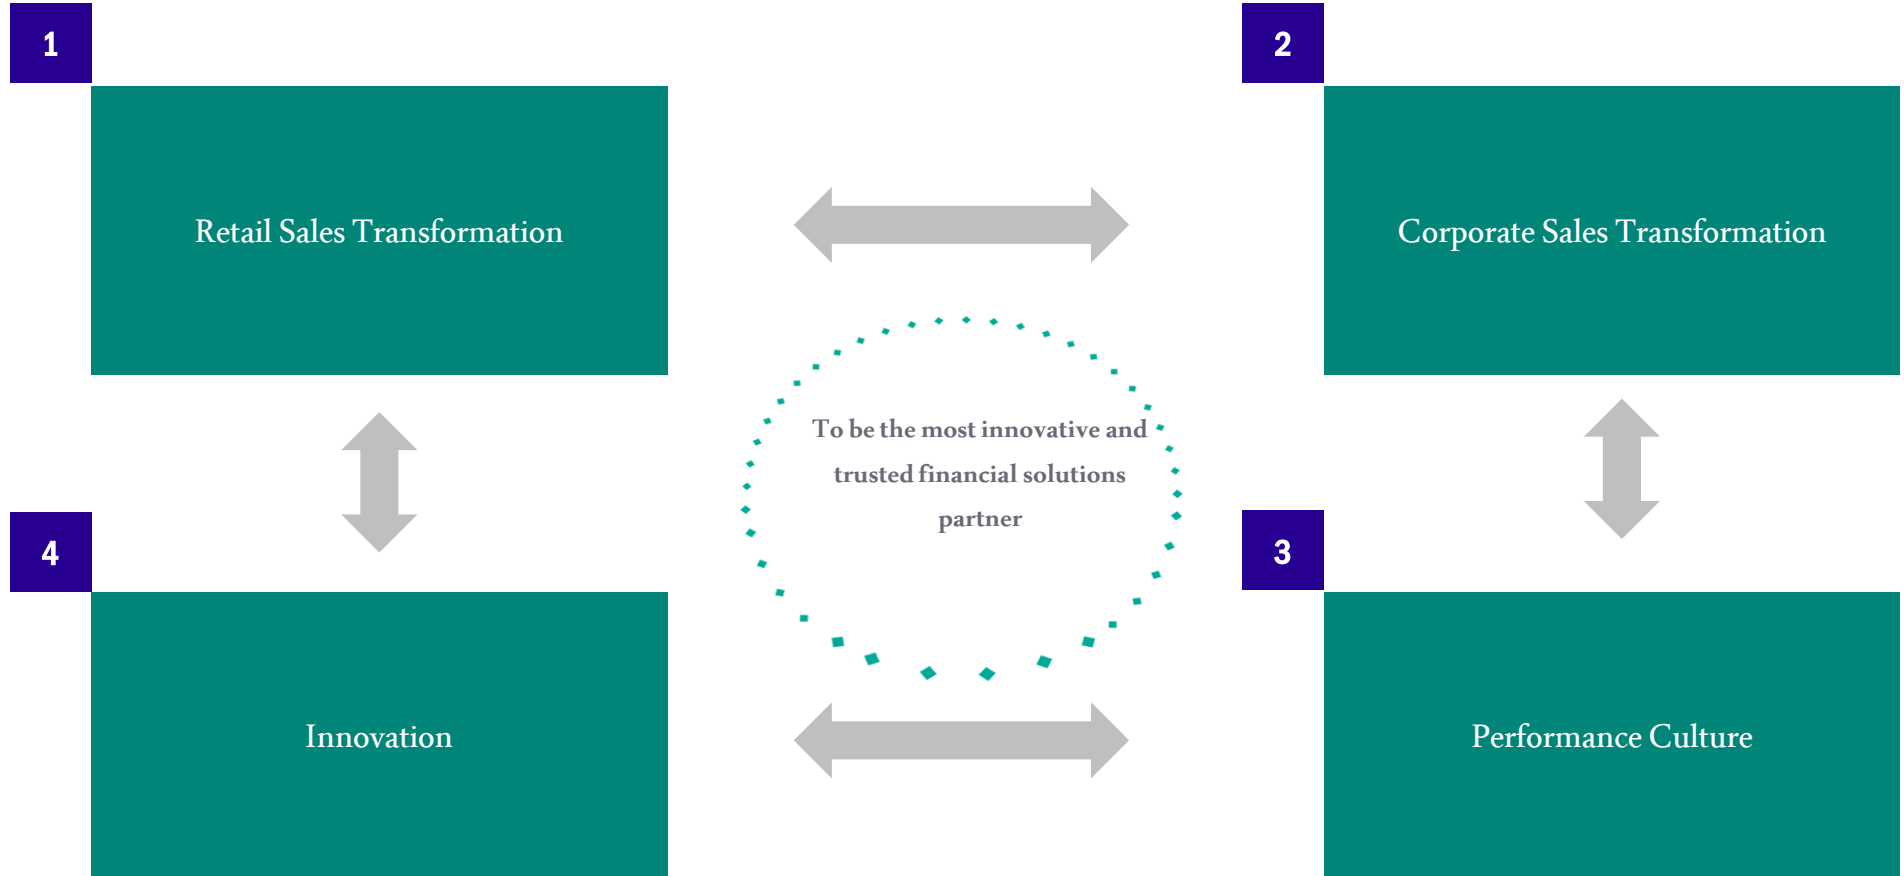 1
Retail Sales Transformation
2
Corporate Sales Transformation
To be the most innovative and
trusted financial solutions
partner
4
Innovation
3
Performance Culture